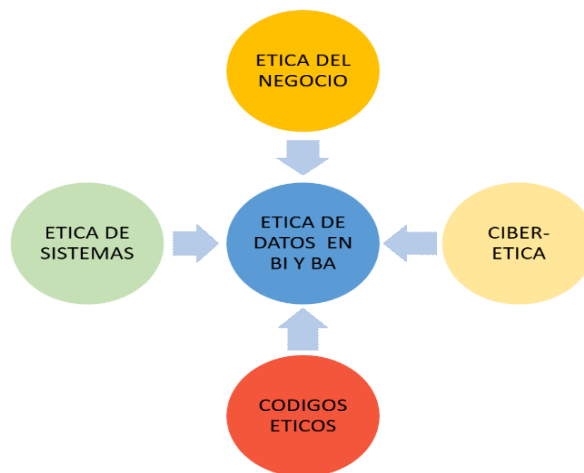 ETICA DEL
NEGOCIO
ETICA DE
SISTEMAS
ETICA DE
DATOS EN
BI Y BA
CIBER-
ETICA
CODIGOS
ETICOS